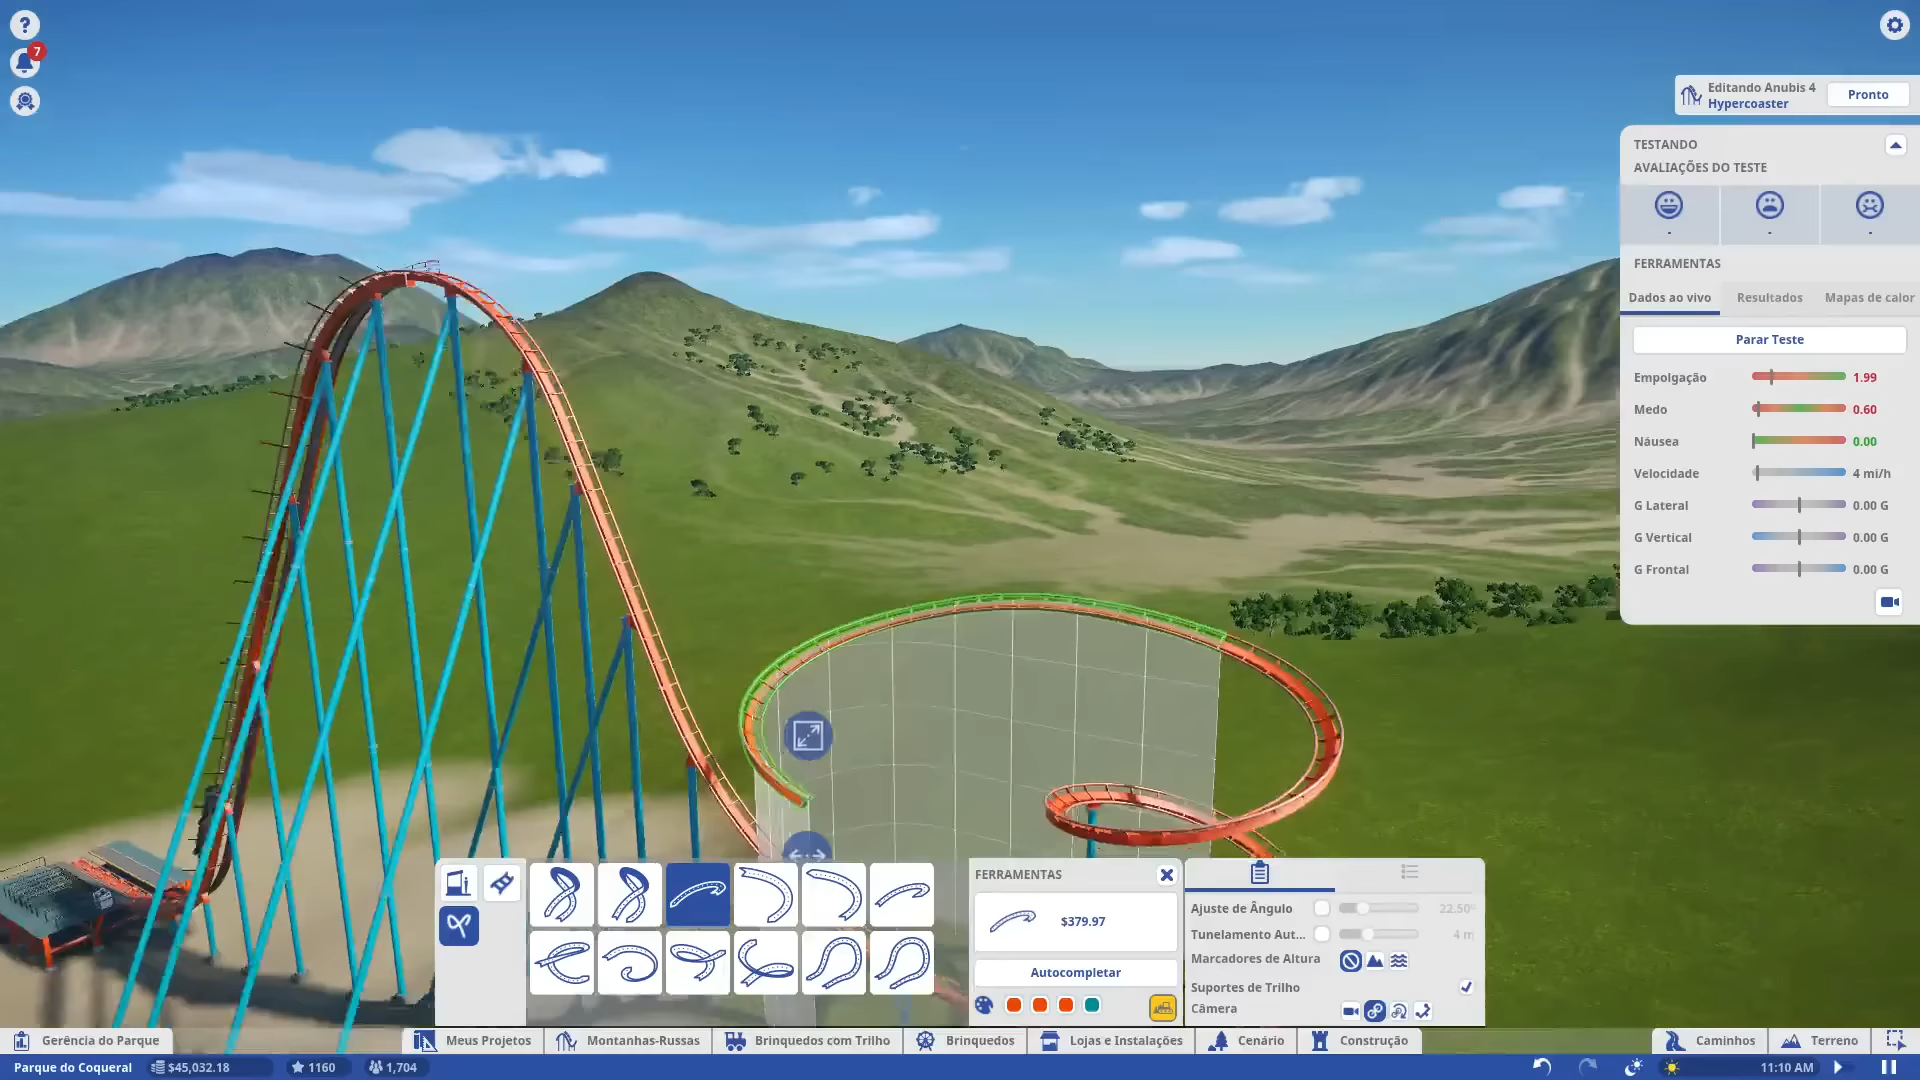 ?
7
Editando Anubis 4
Hypercoaster
Pronto
TESTANDO
AVALIAÇÕES DO TESTE
- - -
FERRAMENTAS
Dados ao vivo Resultados Mapas de calor
Parar Teste
Empolgação 1.99
Medo 0.60
Náusea 0.00
Velocidade 4 mi/h
G Lateral 0.00 G
G Vertical 0.00 G
G Frontal 0.00 G
FERRAMENTAS
$379.97
Autocompletar
Ajuste de Ângulo 22.50°
Tunelamento Aut... 4 m
Marcadores de Altura
Suportes de Trilho
Câmera
Gerência do Parque Meus Projetos Montanhas-Russas Brinquedos com Trilho Brinquedos Lojas e Instalações Cenário Construção Caminhos Terreno
Parque do Coqueral $45,032.18 1160 1,704 11:10 AM